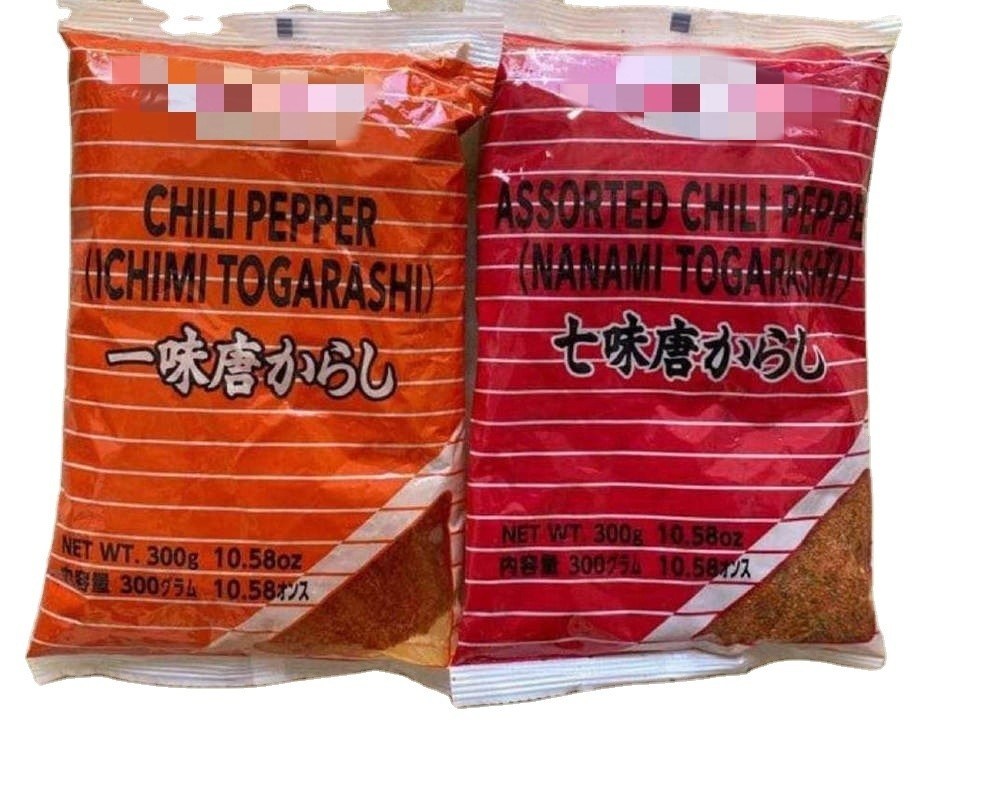 CHILI PEPPER
(ICHIMI TOGARASHI)
一味唐からし
NET WT. 300g 10.58oz
内容量 300グラム 10.58オンス
ASSORTED CHILI PEPPE
(NANAMI TOGARASHI)
七味唐からし
NET WT. 300g 10.58oz
内容量 300グラム 10.58オンス